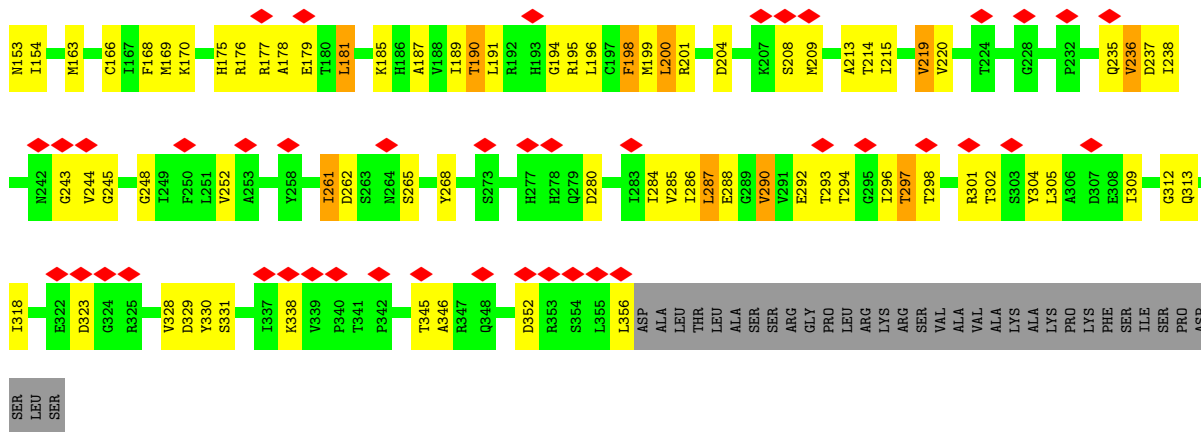 N153 I154 M163 C166 I167 F168 M169 K170 H175 R176 R177 A178 E179 T180 L181 K185 H186 A187 V188 I189 T190 L191 R192 H193 G194 R195 L196 C197 F198 M199 L200 R201 D204 K207 S208 M209 A213 T214 I215 V219 V220 T224 G228 P232 Q235 V236 D237 I238
N242 G243 V244 G245 G248 I249 F250 L251 V252 A253 Y258 I261 D262 S263 N264 S265 Y268 S273 H277 H278 Q279 D280 I283 I284 V285 I286 L287 E288 G289 V290 V291 E292 T293 T294 G295 I296 T297 T298 R301 T302 S303 Y304 L305 A306 D307 E308 I309 G312 Q313
I318 E322 D323 G324 R325 V328 D329 Y330 S331 I337 K338 V339 P340 T341 P342 T345 A346 R347 Q348 D352 R353 S354 L355 L356 ASP ALA LEU THR LEU ALA SER SER ARG GLY PRO LEU ARG LYS ARG SER VAL ALA VAL ALA LYS ALA LYS PRO LYS PHE SER ILE SER PRO ASP
SER LEU SER